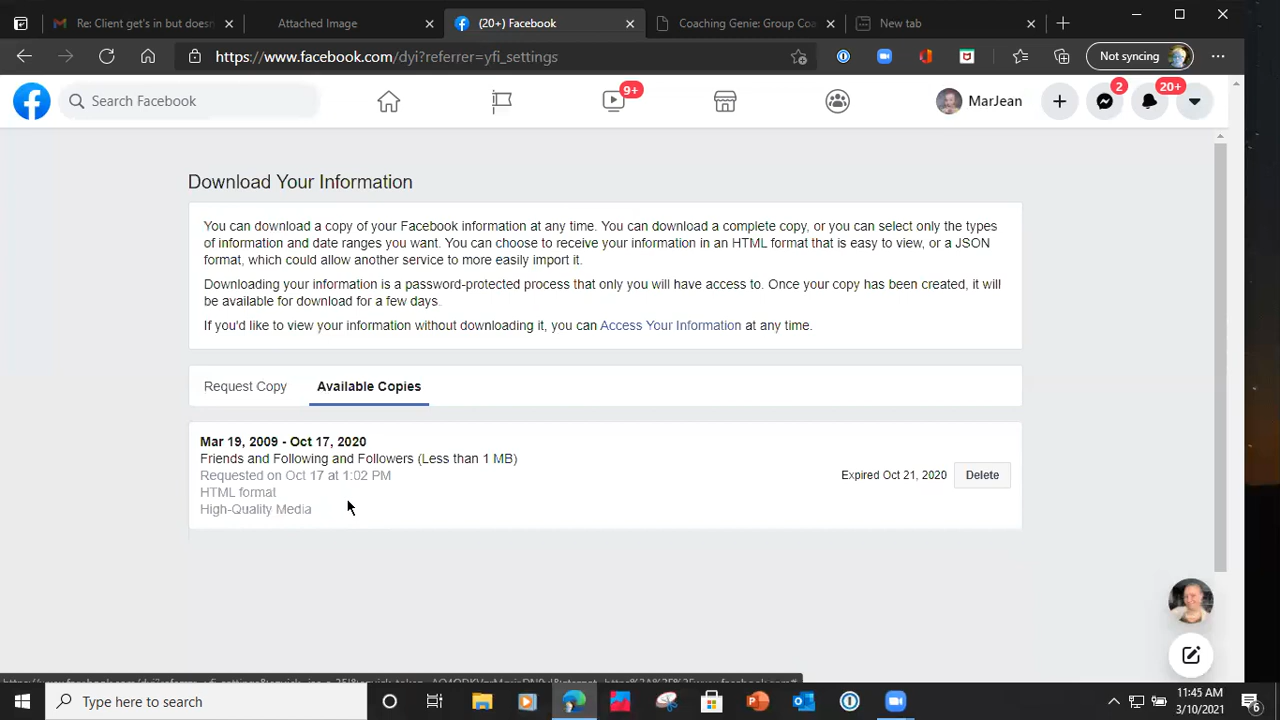 Re: Client get's in but doesn
Attached Image
(20+) Facebook
Coaching Genie: Group Coa
New tab
https://www.facebook.com/dyi?referrer=yfi_settings
Not syncing
Search Facebook
9+
MarJean
2
20+
Download Your Information
You can download a copy of your Facebook information at any time. You can download a complete copy, or you can select only the types
of information and date ranges you want. You can choose to receive your information in an HTML format that is easy to view, or a JSON
format, which could allow another service to more easily import it.
Downloading your information is a password-protected process that only you will have access to. Once your copy has been created, it will
be available for download for a few days.
If you'd like to view your information without downloading it, you can Access Your Information at any time.
Request Copy
Available Copies
Mar 19, 2009 - Oct 17, 2020
Friends and Following and Followers (Less than 1 MB)
Requested on Oct 17 at 1:02 PM
HTML format
High-Quality Media
Expired Oct 21, 2020
Delete
Type here to search
11:45 AM
3/10/2021
6